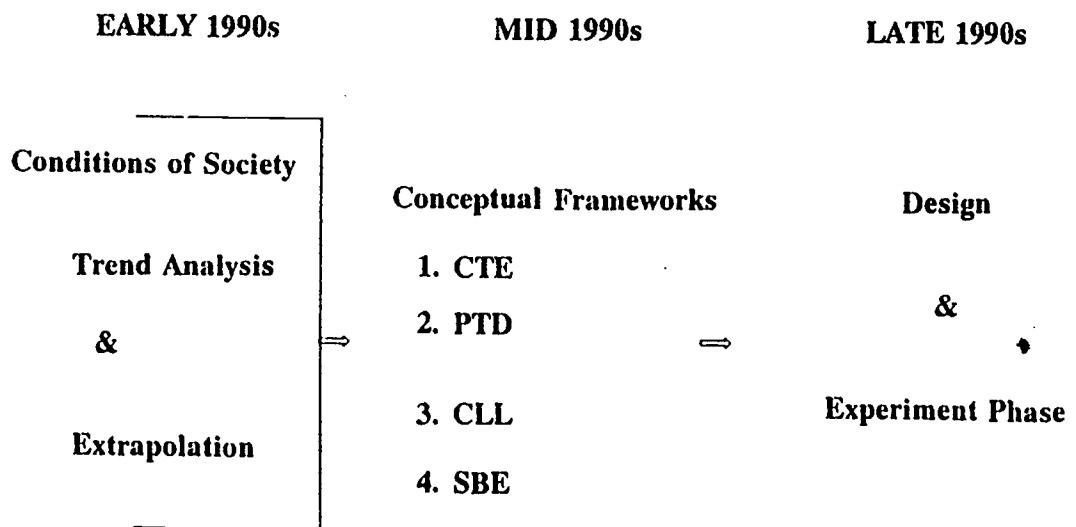 EARLY 1990s
MID 1990s
LATE 1990s
Conditions of Society
Trend Analysis
&
Extrapolation
⇒
Conceptual Frameworks
1. CTE
2. PTD
3. CLL
4. SBE
⇒
Design
&
Experiment Phase